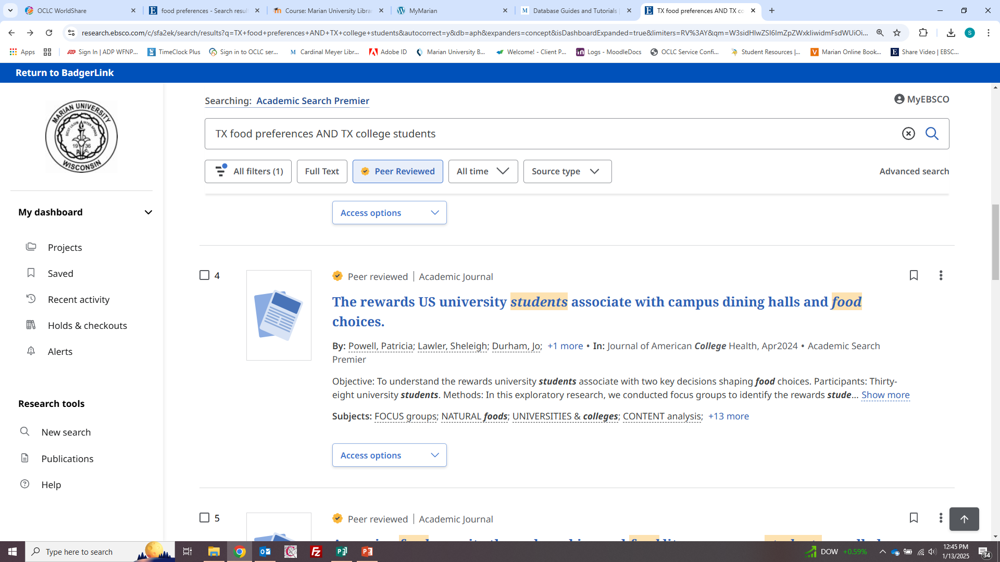 OCLC WorldShare
food preferences - Search resul
Course: Marian University Libra
MyMarian
Database Guides and Tutorials
TX food preferences AND TX co
research.ebsco.com/c/sfa2ek/search/results?q=TX+food+preferences+AND+TX+college+students&autocorrect=y&db=aph&expanders=concept&isDashboardExpanded=true&limiters=RV%3AY&qm=W3sidHlwZSI6ImZpZWxkIiwidmFsdWUiOi...
S
Apps
Sign In | ADP WFNP...
TimeClock Plus
Sign in to OCLC ser...
Cardinal Meyer Libr...
Adobe ID
Marian University B...
Welcome! - Client P...
Logs - MoodleDocs
OCLC Service Confi...
Student Resources |...
Marian Online Book...
Share Video | EBSC...
Return to BadgerLink
MARIAN UNIVERSITY
1936
WISCONSIN
My dashboard
Projects
Saved
Recent activity
Holds & checkouts
Alerts
Research tools
New search
Publications
Help
Searching: Academic Search Premier
MyEBSCO
TX food preferences AND TX college students
All filters (1)
Full Text
Peer Reviewed
All time
Source type
Advanced search
Access options
4
Peer reviewed | Academic Journal
The rewards US university students associate with campus dining halls and food
choices.
By: Powell, Patricia; Lawler, Sheleigh; Durham, Jo; +1 more • In: Journal of American College Health, Apr2024 • Academic Search
Premier
Objective: To understand the rewards university students associate with two key decisions shaping food choices. Participants: Thirty-
eight university students. Methods: In this exploratory research, we conducted focus groups to identify the rewards stude... Show more
Subjects: FOCUS groups; NATURAL foods; UNIVERSITIES & colleges; CONTENT analysis; +13 more
Access options
5
Peer reviewed | Academic Journal
Type here to search
DOW +0.59%
12:45 PM
1/13/2025
34